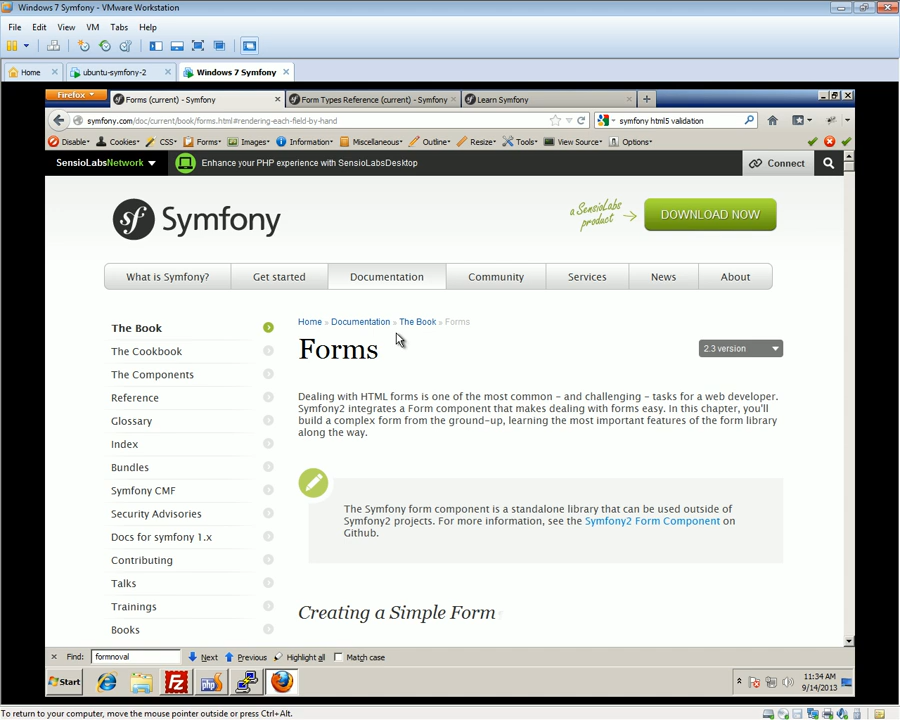 Windows 7 Symfony - VMware Workstation
File Edit View VM Tabs Help
Home ubuntu-symfony-2 Windows 7 Symfony
Firefox Forms (current) - Symfony Form Types Reference (current) - Symfony Learn Symfony
symfony.com/doc/current/book/forms.html#rendering-each-field-by-hand symfony html5 validation
Disable Cookies CSS Forms Images Information Miscellaneous Outline Resize Tools View Source Options
SensioLabsNetwork Enhance your PHP experience with SensioLabsDesktop Connect
sf Symfony a SensioLabs product DOWNLOAD NOW
What is Symfony? Get started Documentation Community Services News About
Home » Documentation » The Book » Forms
Forms
2.3 version
The Book
The Cookbook
The Components
Reference
Glossary
Index
Bundles
Symfony CMF
Security Advisories
Docs for symfony 1.x
Contributing
Talks
Trainings
Books
Dealing with HTML forms is one of the most common – and challenging – tasks for a web developer.
Symfony2 integrates a Form component that makes dealing with forms easy. In this chapter, you'll
build a complex form from the ground-up, learning the most important features of the form library
along the way.
The Symfony form component is a standalone library that can be used outside of
Symfony2 projects. For more information, see the Symfony2 Form Component on
Github.
Creating a Simple Form
Find: formnoval Next Previous Highlight all Match case
Start Fz php 11:34 AM
9/14/2013
To return to your computer, move the mouse pointer outside or press Ctrl+Alt.